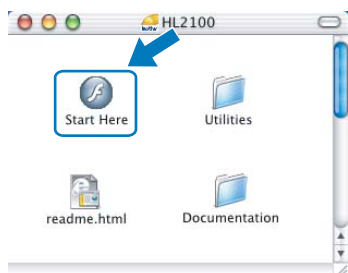 HL2100
Start Here
Utilities
readme.html
Documentation